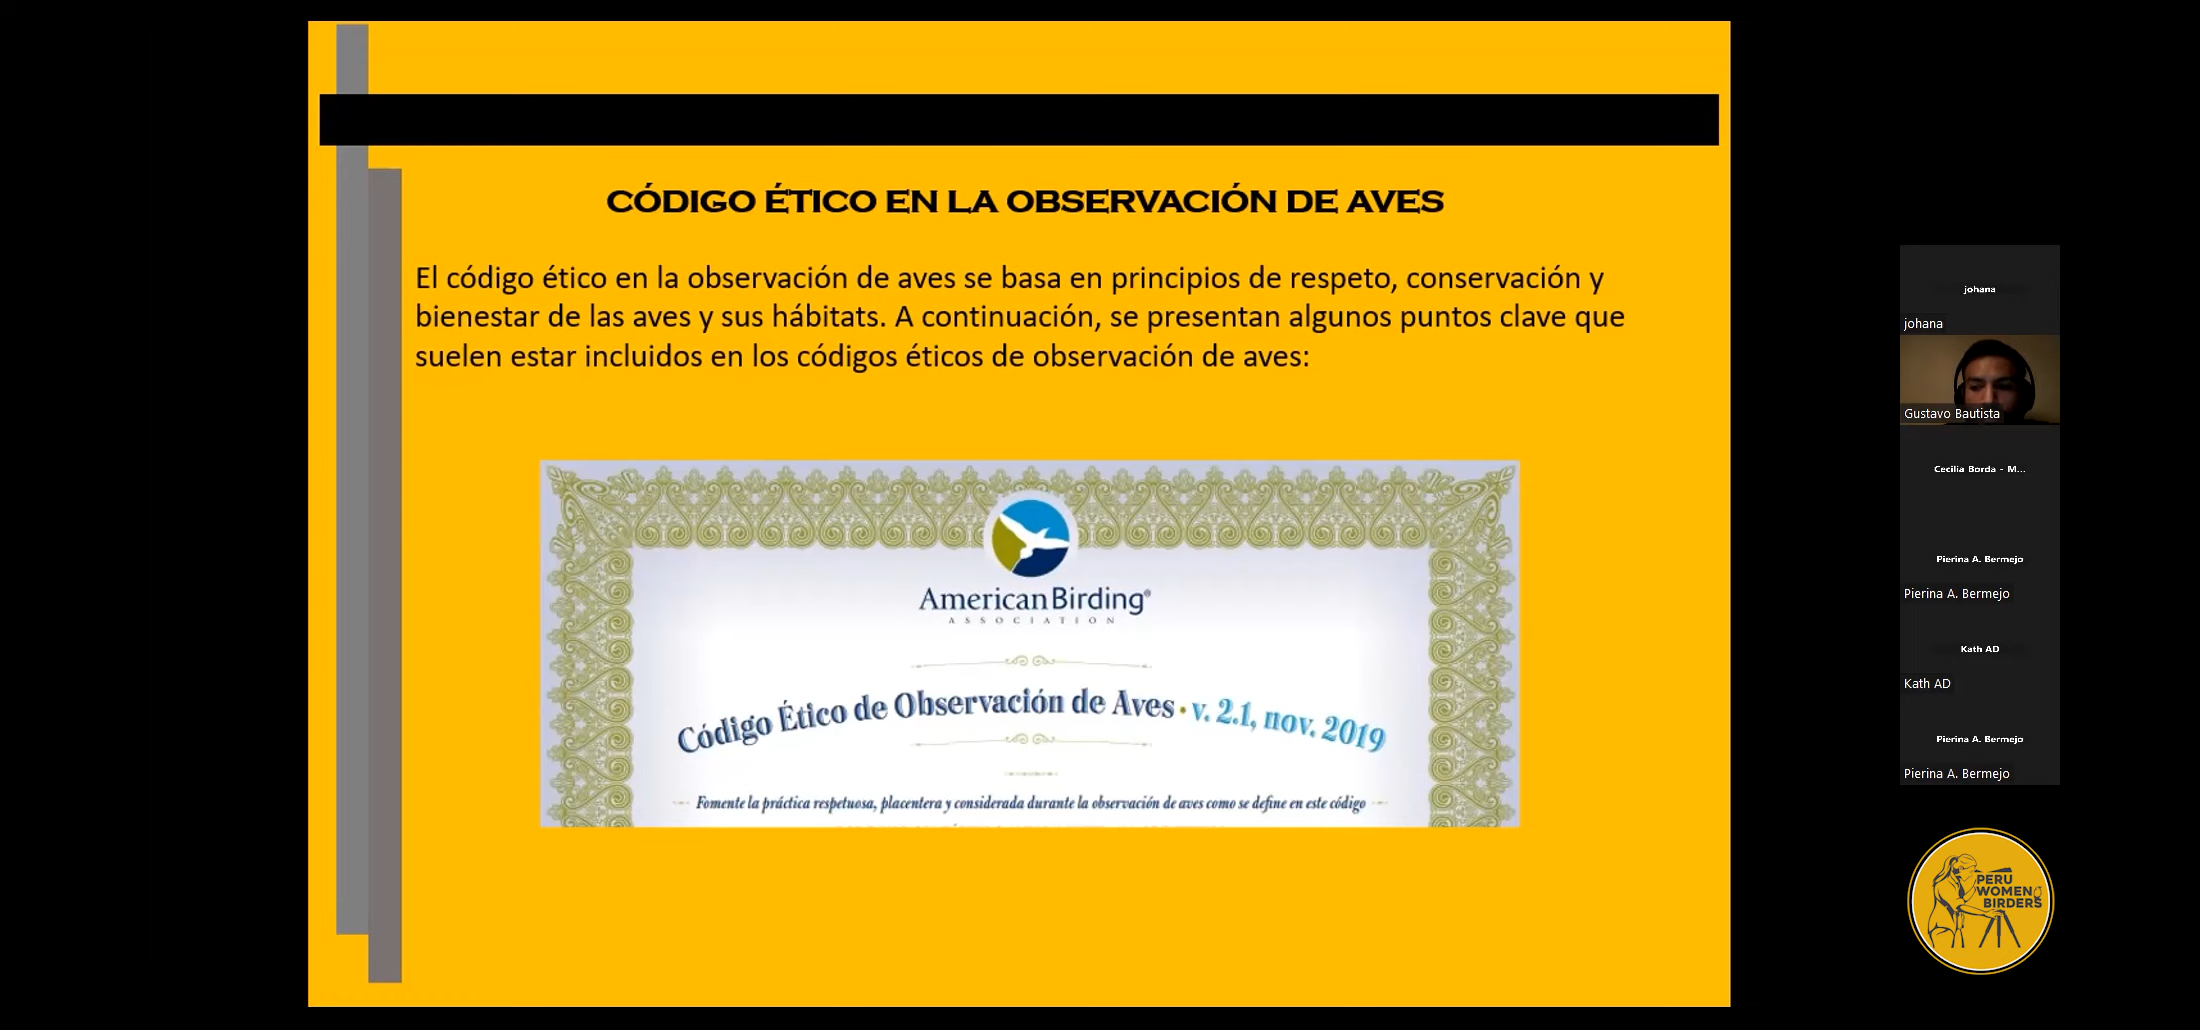 CÓDIGO ÉTICO EN LA OBSERVACIÓN DE AVES
El código ético en la observación de aves se basa en principios de respeto, conservación y
bienestar de las aves y sus hábitats. A continuación, se presentan algunos puntos clave que
suelen estar incluidos en los códigos éticos de observación de aves:
American Birding®
ASSOCIATION
Código Ético de Observación de Aves • v. 2.1, nov. 2019
Fomente la práctica respetuosa, placentera y considerada durante la observación de aves como se define en este código
johana
johana
Gustavo Bautista
Cecilia Borda - M...
Pierina A. Bermejo
Pierina A. Bermejo
Kath AD
Kath AD
Pierina A. Bermejo
Pierina A. Bermejo
PERU
WOMEN
BIRDERS